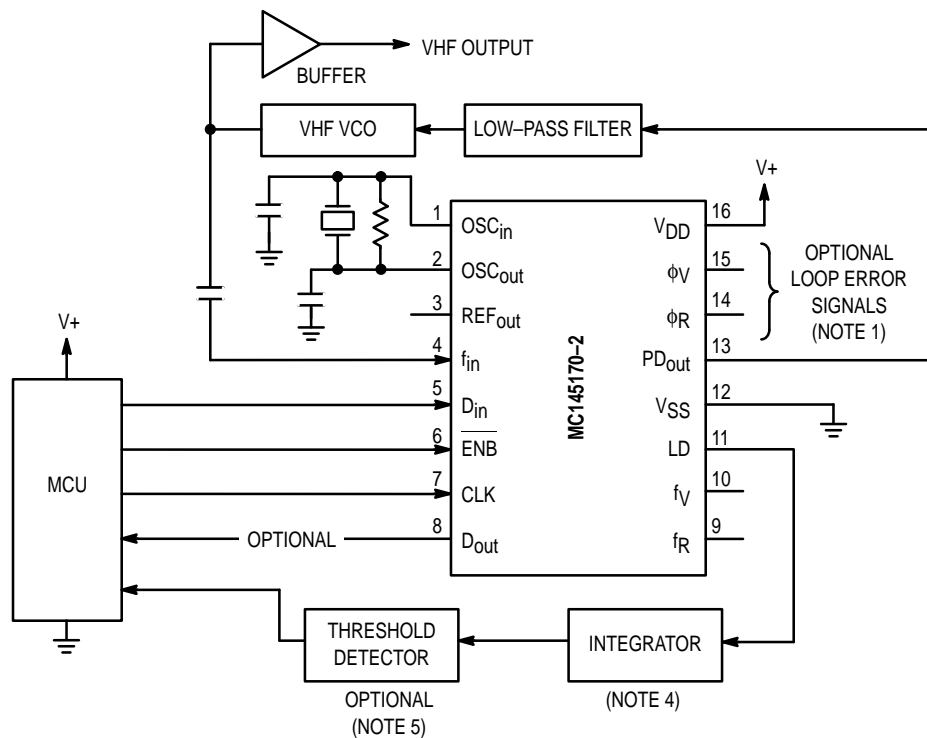 VHF OUTPUT
BUFFER
VHF VCO
LOW–PASS FILTER
V+
1
OSCin
16
VDD
2
OSCout
15
ϕV
OPTIONAL
LOOP ERROR
SIGNALS
(NOTE 1)
3
REFout
14
ϕR
V+
4
fin
13
PDout
MC145170–2
5
Din
12
VSS
MCU
6
ENB
11
LD
7
CLK
10
fV
OPTIONAL
8
Dout
9
fR
THRESHOLD
DETECTOR
INTEGRATOR
OPTIONAL
(NOTE 5)
(NOTE 4)